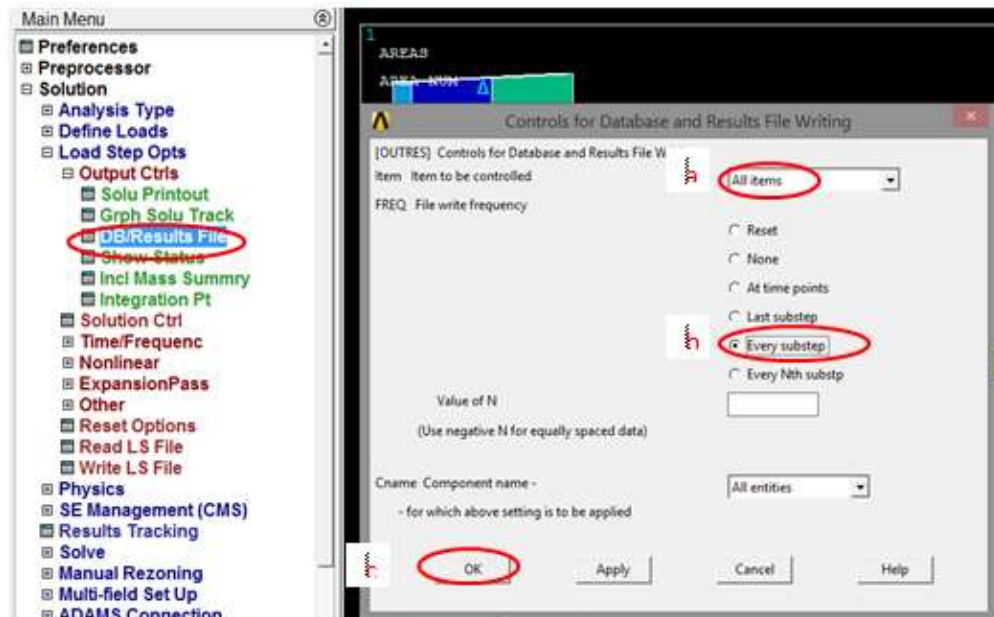 Main Menu
Preferences
Preprocessor
Solution
Analysis Type
Define Loads
Load Step Opts
Output Ctrls
Solu Printout
Grph Solu Track
DB/Results File
Show Status
Incl Mass Summry
Integration Pt
Solution Ctrl
Time/Frequenc
Nonlinear
ExpansionPass
Other
Reset Options
Read LS File
Write LS File
Physics
SE Management (CMS)
Results Tracking
Solve
Manual Rezoning
Multi-field Set Up
ADAMS Connection
1
AREAS
AREA NUM
Controls for Database and Results File Writing
[OUTRES] Controls for Database and Results File W
Item Item to be controlled
h
All items
FREQ File write frequency
Reset
None
At time points
Last substep
h
Every substep
Every Nth substp
Value of N
(Use negative N for equally spaced data)
Cname Component name -
All entities
- for which above setting is to be applied
OK
Apply
Cancel
Help